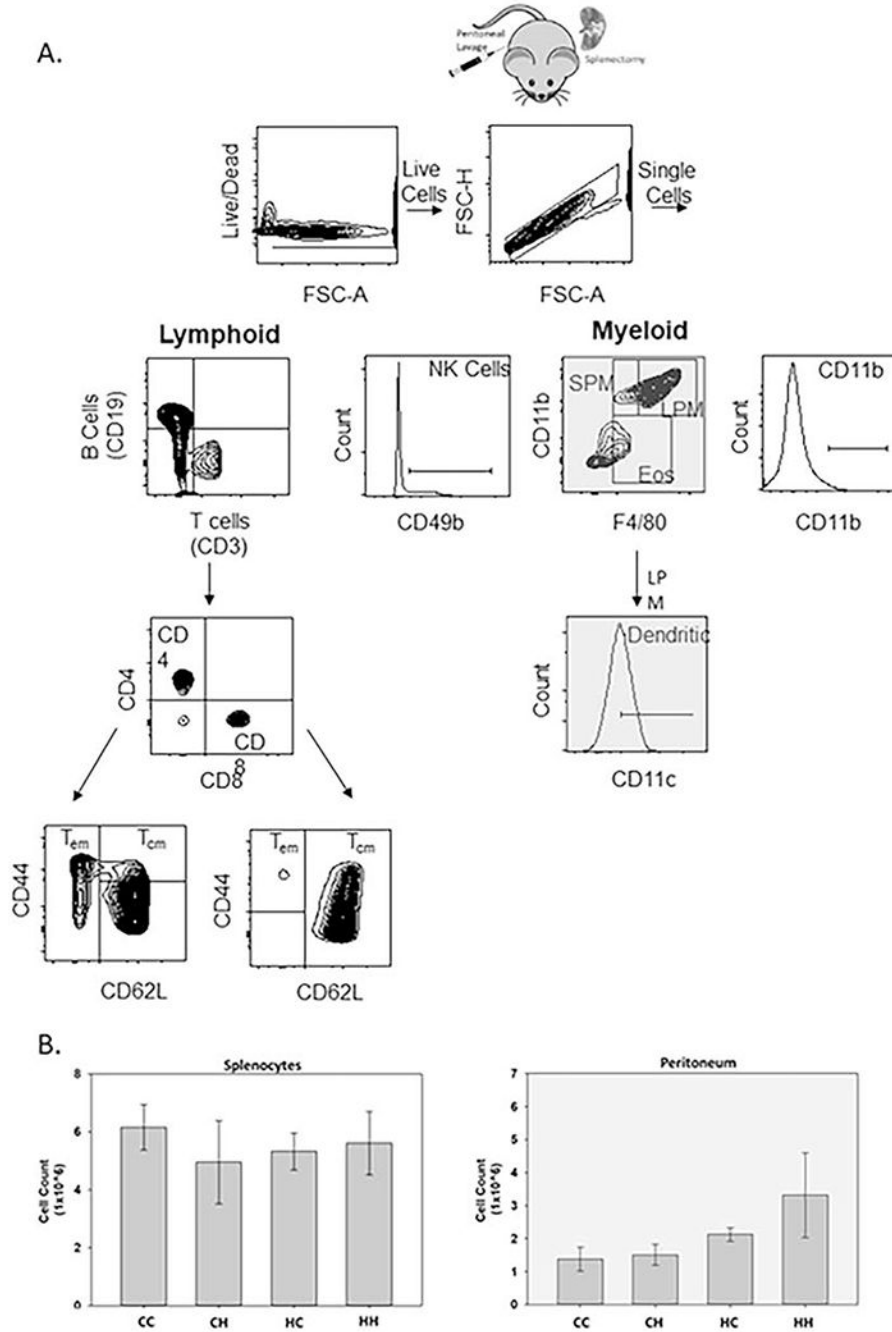 A.
Peritoneal
Lavage
Splenectomy
Live/Dead
FSC-A
Live
Cells
FSC-H
FSC-A
Single
Cells
Lymphoid
B Cells
(CD19)
T cells
(CD3)
NK Cells
Count
CD49b
Myeloid
SPM
LPM
Eos
CD11b
F4/80
CD11b
Count
CD11b
LP
M
CD
4
CD4
CD
8
CD8
Dendritic
Count
CD11c
Tem
Tcm
CD44
CD62L
Tem
Tcm
CD44
CD62L
B.
Splenocytes
Cell Count
(1x10^6)
8
6
4
2
0
CC
CH
HC
HH
Peritoneum
Cell Count
(1x10^6)
7
6
5
4
3
2
1
0
CC
CH
HC
HH